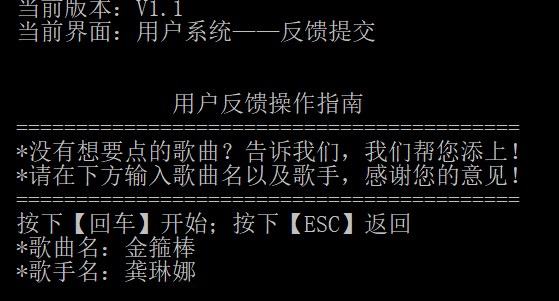 当前版本：V1.1
当前界面：用户系统——反馈提交
用户反馈操作指南
==========================================
*没有想要点的歌曲？告诉我们，我们帮您添上！
*请在下方输入歌曲名以及歌手，感谢您的意见！
==========================================
按下【回车】开始；按下【ESC】返回
*歌曲名：金箍棒
*歌手名：龚琳娜